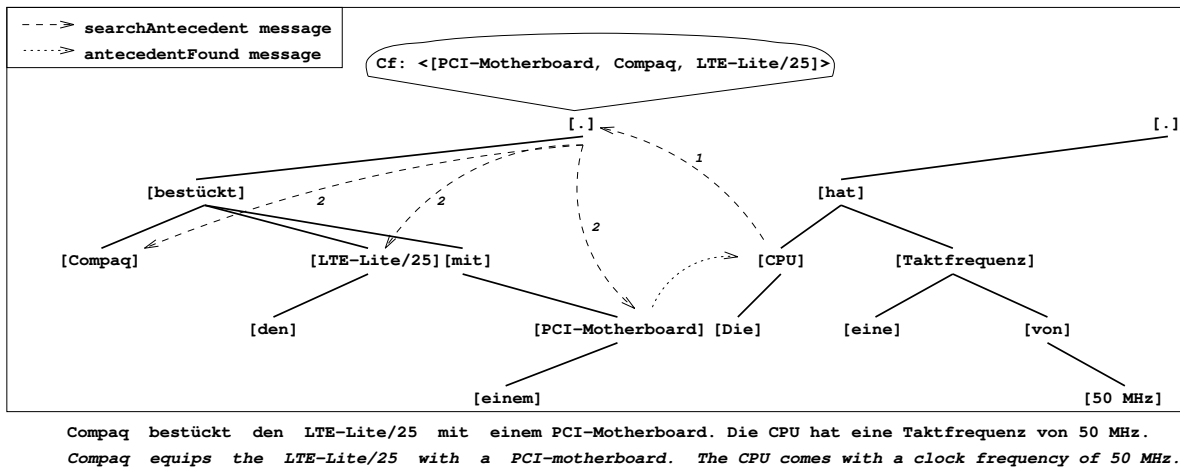 searchAntecedent message
antecedentFound message
Cf: <[PCI-Motherboard, Compaq, LTE-Lite/25]>
[.] [.]
1
[bestückt] [hat]
2 2 2
[Compaq] [LTE-Lite/25] [mit] [CPU] [Taktfrequenz]
[den] [PCI-Motherboard] [Die] [eine] [von]
[einem] [50 MHz]
Compaq bestückt den LTE-Lite/25 mit einem PCI-Motherboard. Die CPU hat eine Taktfrequenz von 50 MHz.
Compaq equips the LTE-Lite/25 with a PCI-motherboard. The CPU comes with a clock frequency of 50 MHz.